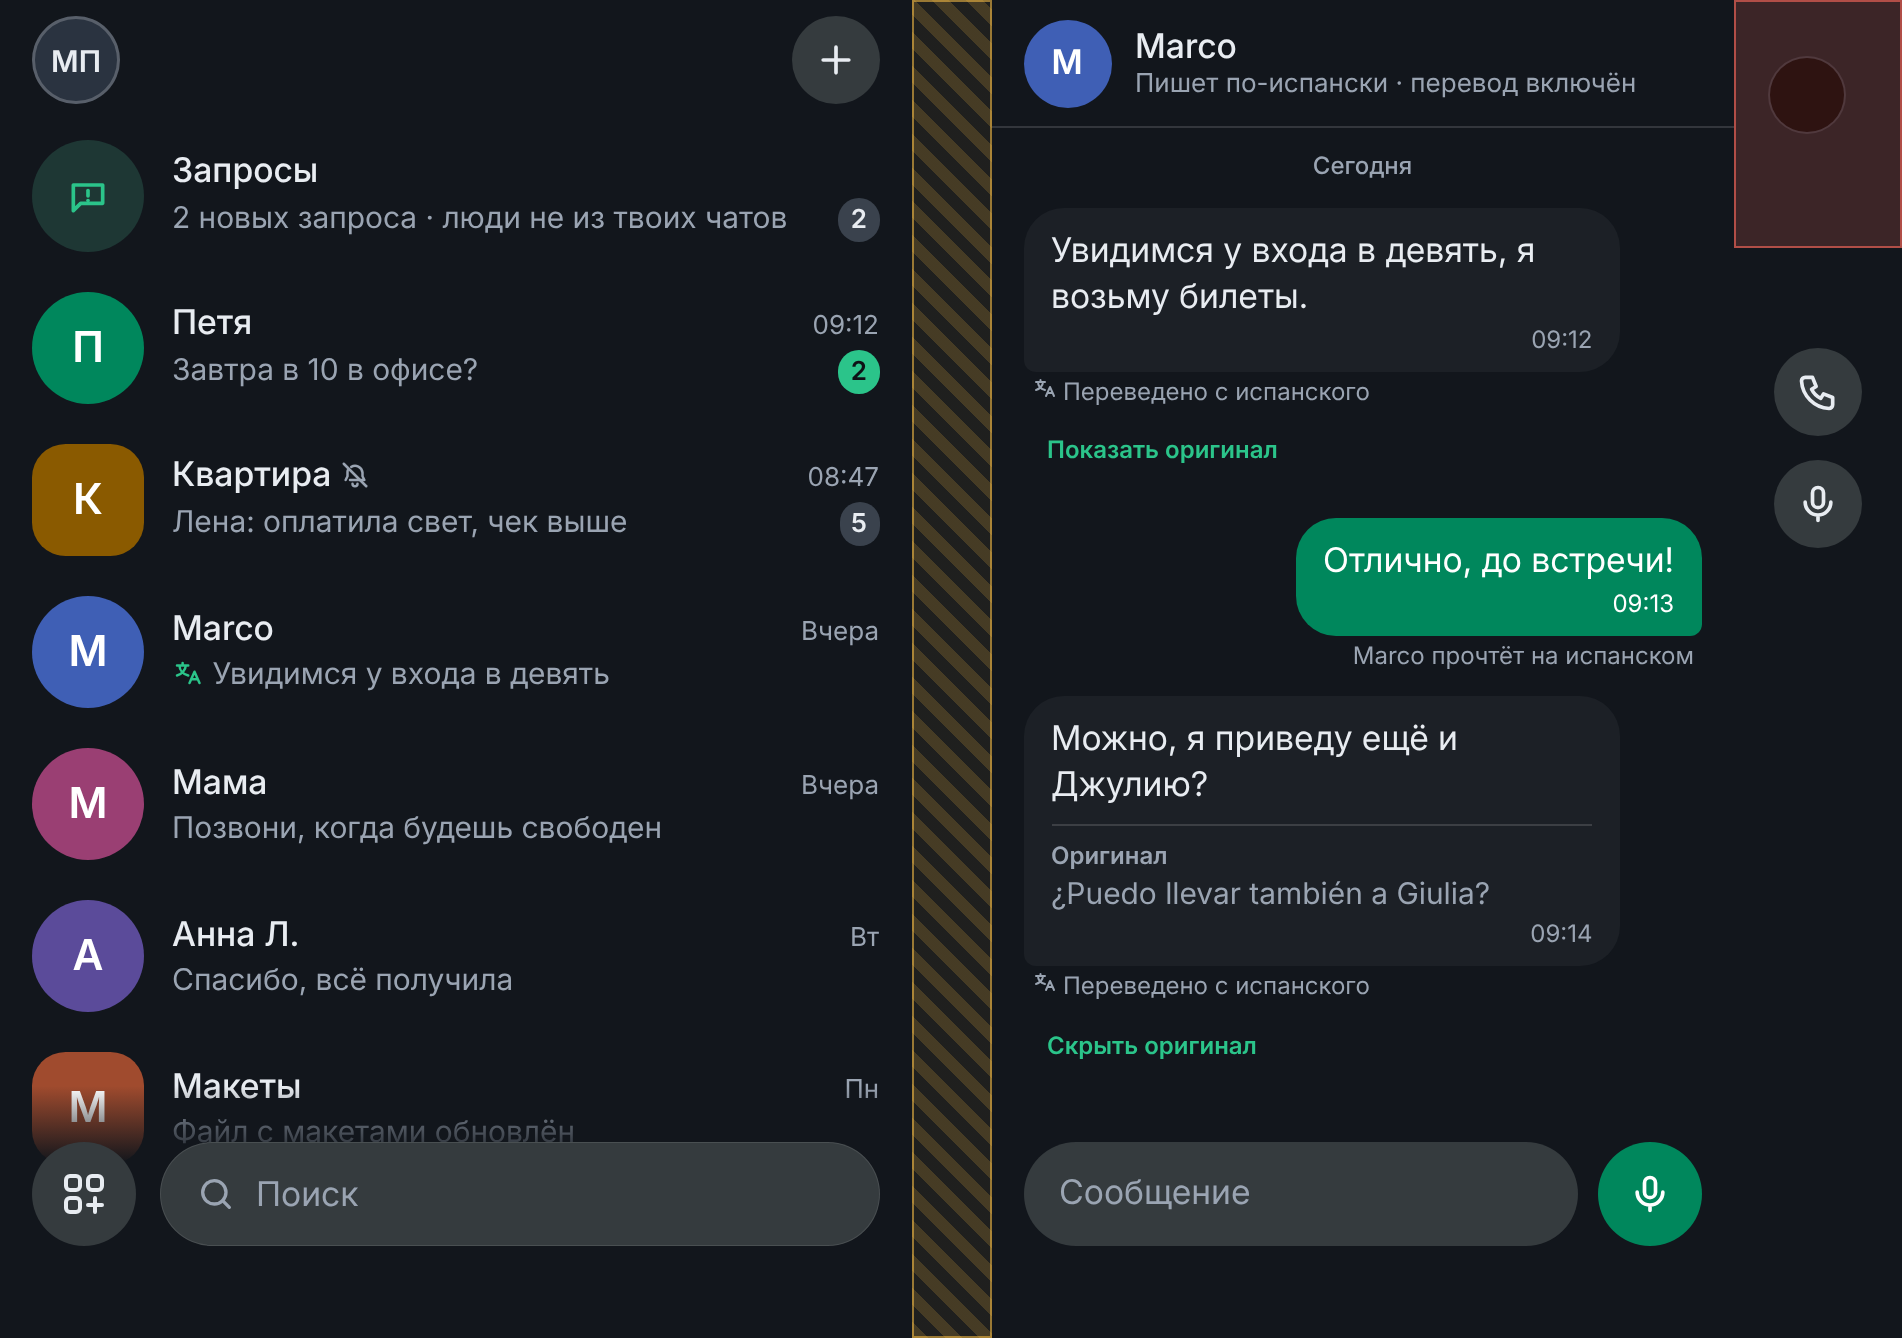 МП
Запросы
2 новых запроса · люди не из твоих чатов
2
П
Петя
09:12
Завтра в 10 в офисе?
2
К
Квартира
08:47
Лена: оплатила свет, чек выше
5
M
Marco
Вчера
Увидимся у входа в девять
М
Мама
Вчера
Позвони, когда будешь свободен
А
Анна Л.
Вт
Спасибо, всё получила
М
Макеты
Пн
Файл с макетами обновлён
Поиск
M
Marco
Пишет по-испански · перевод включён
Сегодня
Увидимся у входа в девять, я
возьму билеты.
09:12
Переведено с испанского
Показать оригинал
Отлично, до встречи!
09:13
Marco прочтёт на испанском
Можно, я приведу ещё и
Джулию?
Оригинал
¿Puedo llevar también a Giulia?
09:14
Переведено с испанского
Скрыть оригинал
Сообщение